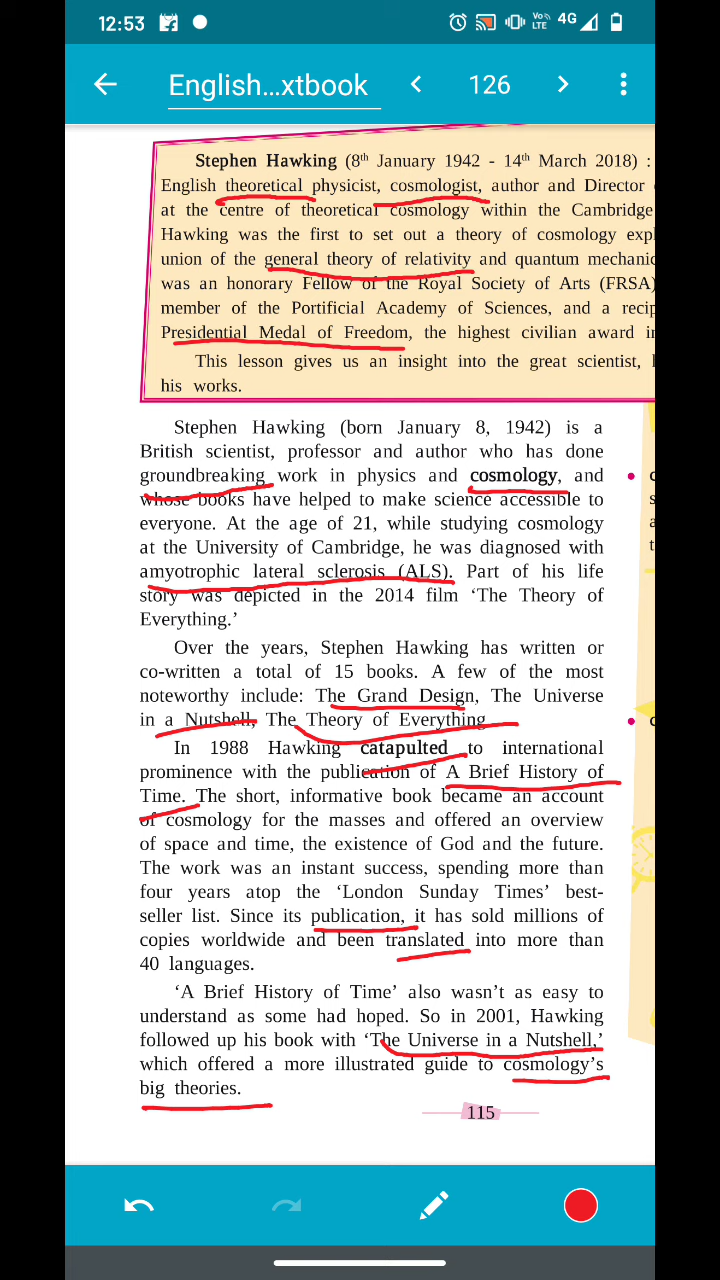 12:53 Vo LTE 4G
English...xtbook 126
Stephen Hawking (8th January 1942 - 14th March 2018) :
English theoretical physicist, cosmologist, author and Director
at the centre of theoretical cosmology within the Cambridge
Hawking was the first to set out a theory of cosmology
union of the general theory of relativity and quantum
was an honorary Fellow of the Royal Society of Arts (FRSA)
member of the Portificial Academy of Sciences, and a
Presidential Medal of Freedom, the highest civilian award
This lesson gives us an insight into the great scientist,
his works.
Stephen Hawking (born January 8, 1942) is a
British scientist, professor and author who has done
groundbreaking work in physics and cosmology, and
whose books have helped to make science accessible to
everyone. At the age of 21, while studying cosmology
at the University of Cambridge, he was diagnosed with
amyotrophic lateral sclerosis (ALS). Part of his life
story was depicted in the 2014 film ‘The Theory of
Everything.’
Over the years, Stephen Hawking has written or
co-written a total of 15 books. A few of the most
noteworthy include: The Grand Design, The Universe
in a Nutshell, The Theory of Everything
In 1988 Hawking catapulted to international
prominence with the publication of A Brief History of
Time. The short, informative book became an account
of cosmology for the masses and offered an overview
of space and time, the existence of God and the future.
The work was an instant success, spending more than
four years atop the ‘London Sunday Times’ best-
seller list. Since its publication, it has sold millions of
copies worldwide and been translated into more than
40 languages.
‘A Brief History of Time’ also wasn’t as easy to
understand as some had hoped. So in 2001, Hawking
followed up his book with ‘The Universe in a Nutshell,’
which offered a more illustrated guide to cosmology’s
big theories.
115